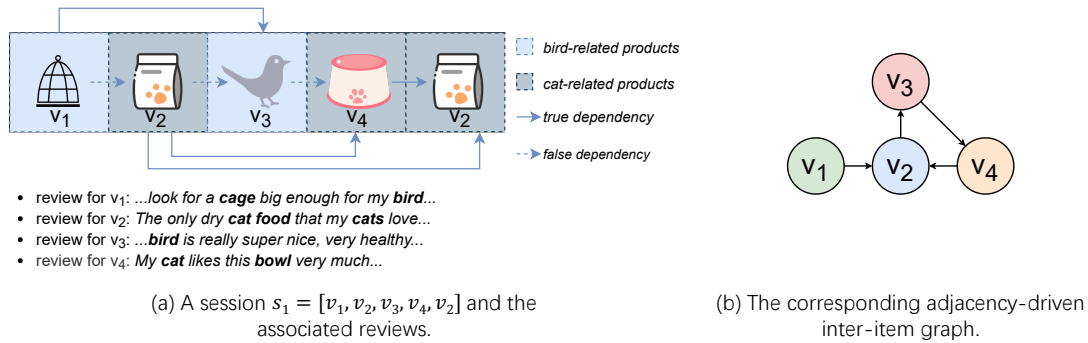 bird-related products
cat-related products
true dependency
false dependency
v1
v2
v3
v4
v2
• review for v1: ...look for a cage big enough for my bird...
• review for v2: The only dry cat food that my cats love...
• review for v3: ...bird is really super nice, very healthy...
• review for v4: My cat likes this bowl very much...
(a) A session s1 = [v1, v2, v3, v4, v2] and the
associated reviews.
v3
v1
v2
v4
(b) The corresponding adjacency-driven
inter-item graph.